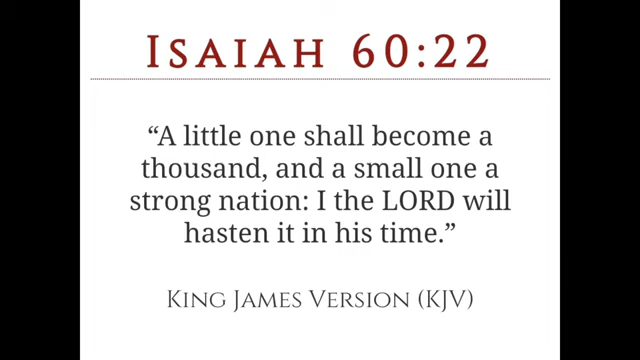 ISAIAH 60:22
“A little one shall become a
thousand, and a small one a
strong nation: I the LORD will
hasten it in his time.”
KING JAMES VERSION (KJV)